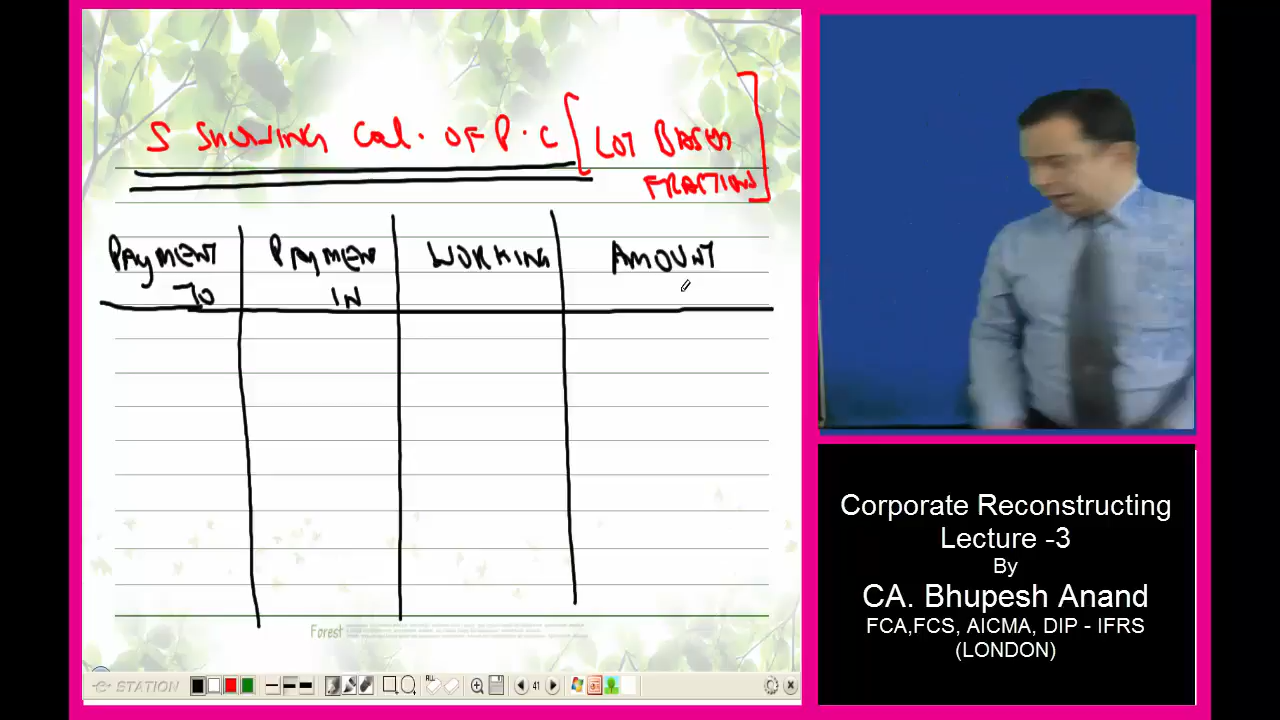 S SHOWING Cal. OF P.C [LOT BASED
FRACTION]
PAYMENT TO
PAYMENT IN
WORKING
AMOUNT
Forest
e-STATION
ALL
41
Corporate Reconstructing
Lecture -3
By
CA. Bhupesh Anand
FCA,FCS, AICMA, DIP - IFRS
(LONDON)